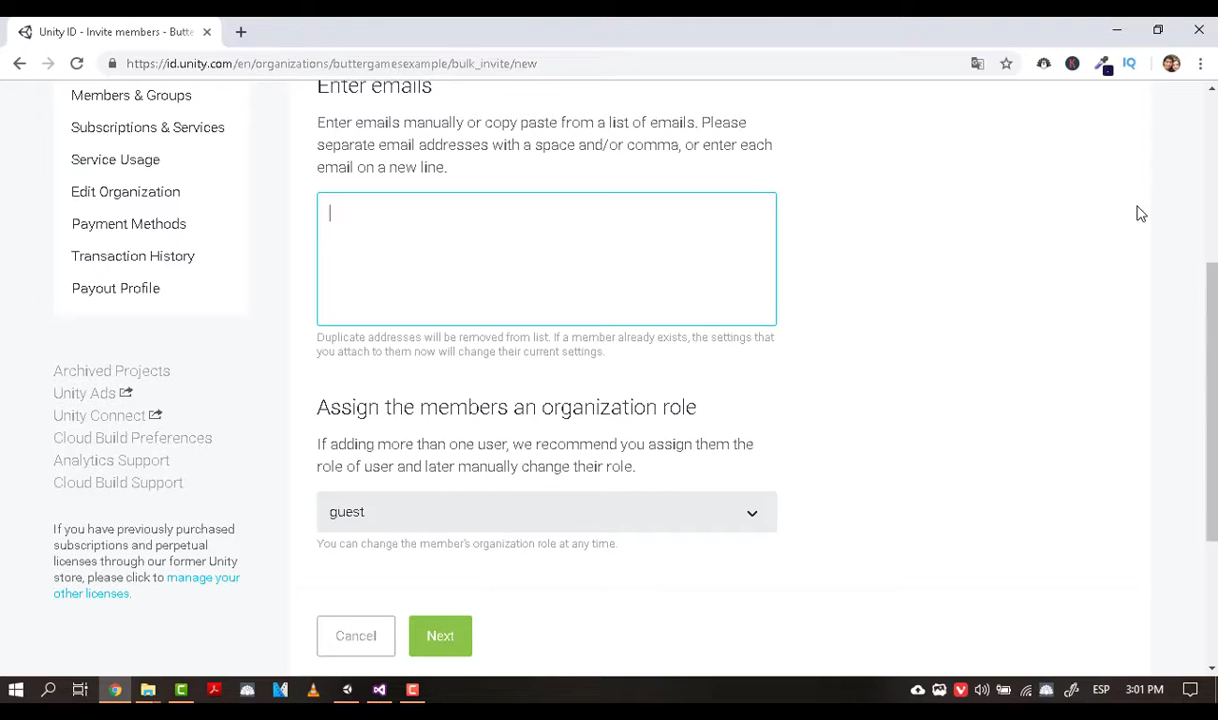 Unity ID - Invite members - Butte
https://id.unity.com/en/organizations/buttergamesexample/bulk_invite/new
Members & Groups
Subscriptions & Services
Service Usage
Edit Organization
Payment Methods
Transaction History
Payout Profile
Archived Projects
Unity Ads
Unity Connect
Cloud Build Preferences
Analytics Support
Cloud Build Support
If you have previously purchased
subscriptions and perpetual
licenses through our former Unity
store, please click to manage your
other licenses.
Enter emails
Enter emails manually or copy paste from a list of emails. Please
separate email addresses with a space and/or comma, or enter each
email on a new line.
Duplicate addresses will be removed from list. If a member already exists, the settings that
you attach to them now will change their current settings.
Assign the members an organization role
If adding more than one user, we recommend you assign them the
role of user and later manually change their role.
guest
You can change the member's organization role at any time.
Cancel
Next
ESP
3:01 PM